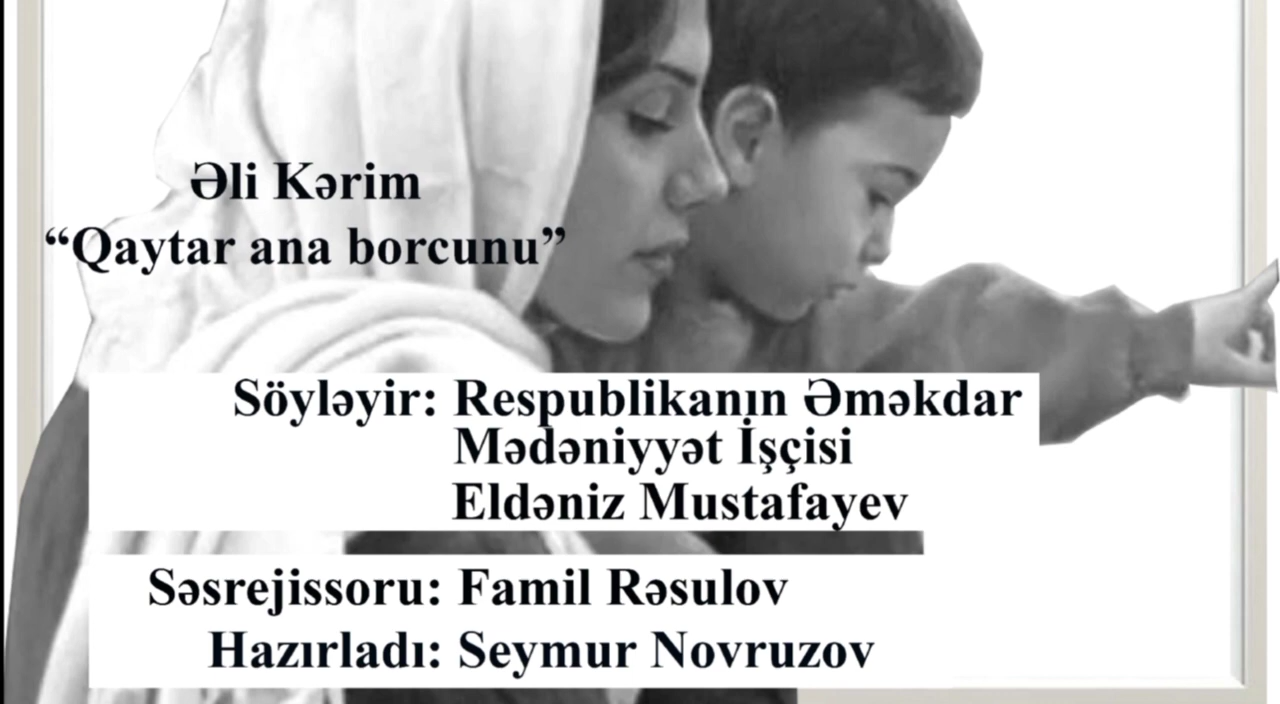 Əli Kərim
“Qaytar ana borcunu”
Söyləyir: Respublikanın Əməkdar
Mədəniyyət İşçisi
Eldəniz Mustafayev
Səsrejissoru: Famil Rəsulov
Hazırladı: Seymur Novruzov